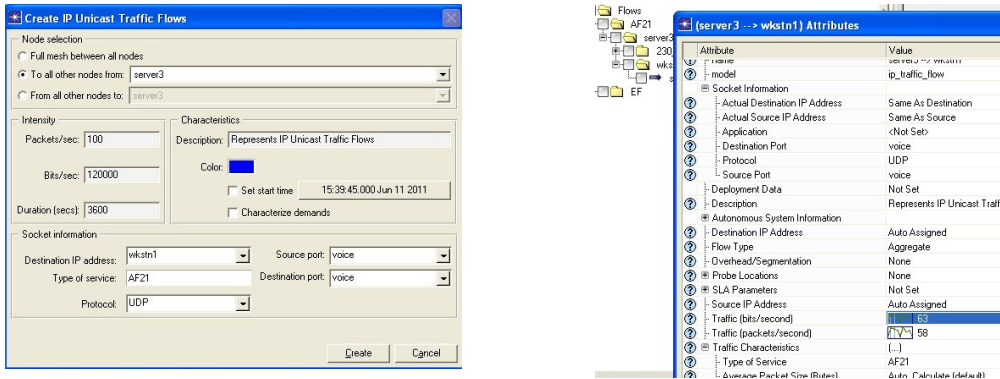 Create IP Unicast Traffic Flows
Node selection
Full mesh between all nodes
To all other nodes from: server3
From all other nodes to: server3
Intensity
Packets/sec: 100
Bits/sec: 120000
Duration (secs): 3600
Characteristics
Description: Represents IP Unicast Traffic Flows
Color:
Set start time 15:39:45.000 Jun 11 2011
Characterize demands
Socket information
Destination IP address: wkstn1
Source port: voice
Type of service: AF21
Destination port: voice
Protocol: UDP
Create Cancel
Flows
AF21
server3
230_
wks
s
EF
(server3 --> wkstn1) Attributes
Attribute Value
name server3 --> wkstn1
model ip_traffic_flow
Socket Information
Actual Destination IP Address Same As Destination
Actual Source IP Address Same As Source
Application <Not Set>
Destination Port voice
Protocol UDP
Source Port voice
Deployment Data Not Set
Description Represents IP Unicast Traff
Autonomous System Information
Destination IP Address Auto Assigned
Flow Type Aggregate
Overhead/Segmentation None
Probe Locations None
SLA Parameters Not Set
Source IP Address Auto Assigned
Traffic (bits/second) 63
Traffic (packets/second) 58
Traffic Characteristics (...)
Type of Service AF21
Average Packet Size (Bytes) Auto Calculate (default)